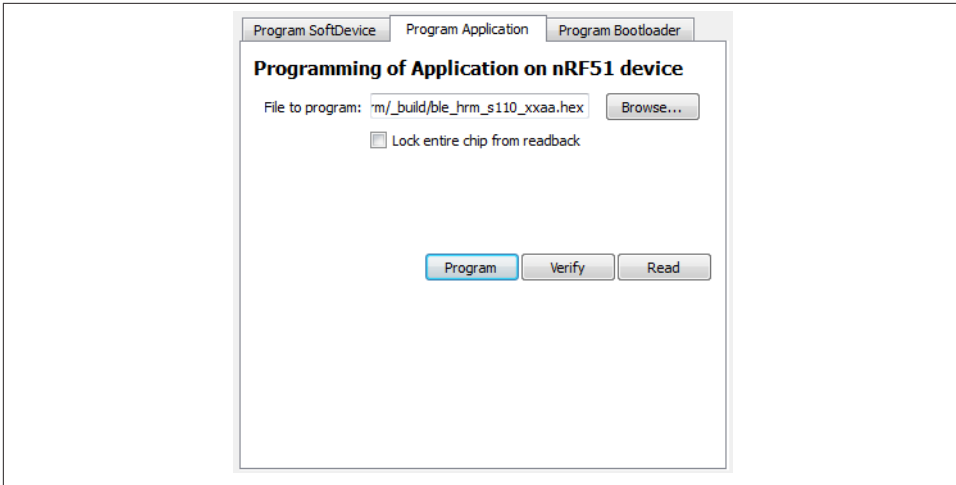 Program SoftDevice Program Application Program Bootloader
Programming of Application on nRF51 device
File to program: rm/_build/ble_hrm_s110_xxaa.hex Browse...
Lock entire chip from readback
Program Verify Read